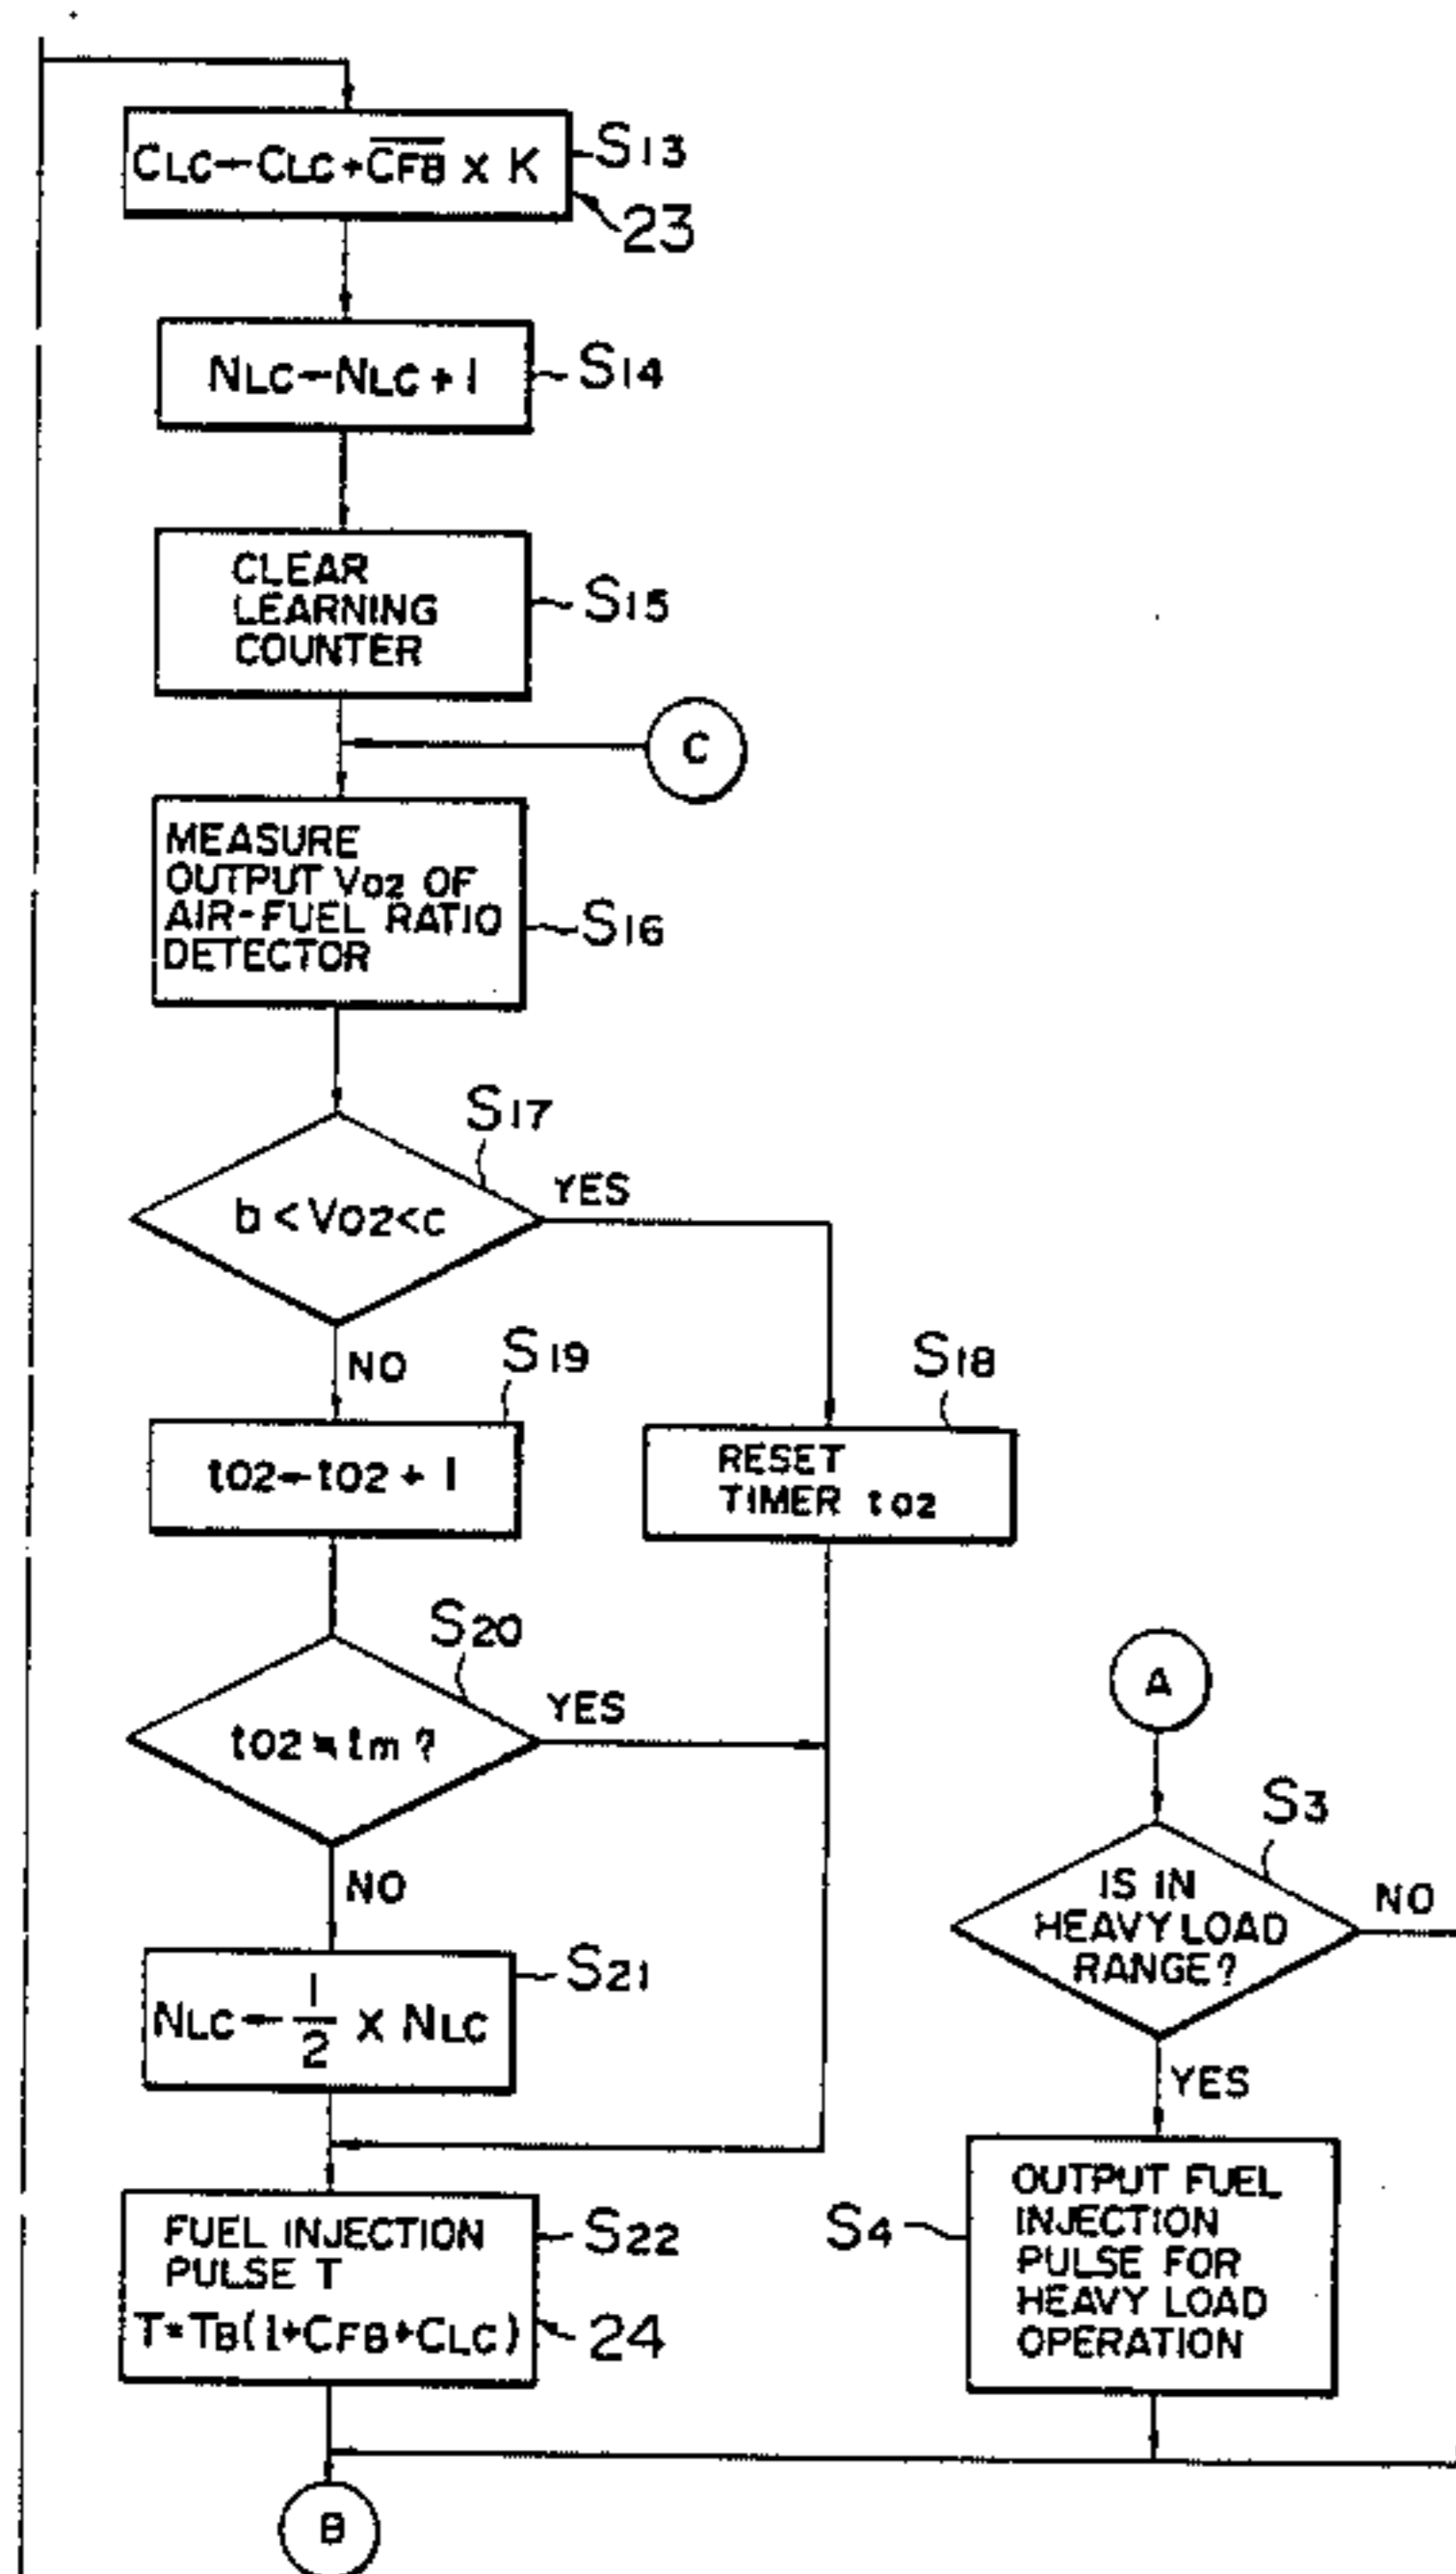 CLC←CLC+C̅F̅B̅ x K
S13
23
NLC←NLC+1
S14
CLEAR
LEARNING
COUNTER
S15
C
MEASURE
OUTPUT VO2 OF
AIR-FUEL RATIO
DETECTOR
S16
S17
b<VO2<c
YES
NO
S19
tO2←tO2+1
S18
RESET
TIMER tO2
S20
tO2≒tm?
YES
NO
NLC←1/2 x NLC
S21
FUEL INJECTION
PULSE T
T=TB(1+CFB+CLC)
S22
24
B
A
S3
IS IN
HEAVY LOAD
RANGE?
NO
YES
S4
OUTPUT FUEL
INJECTION
PULSE FOR
HEAVY LOAD
OPERATION